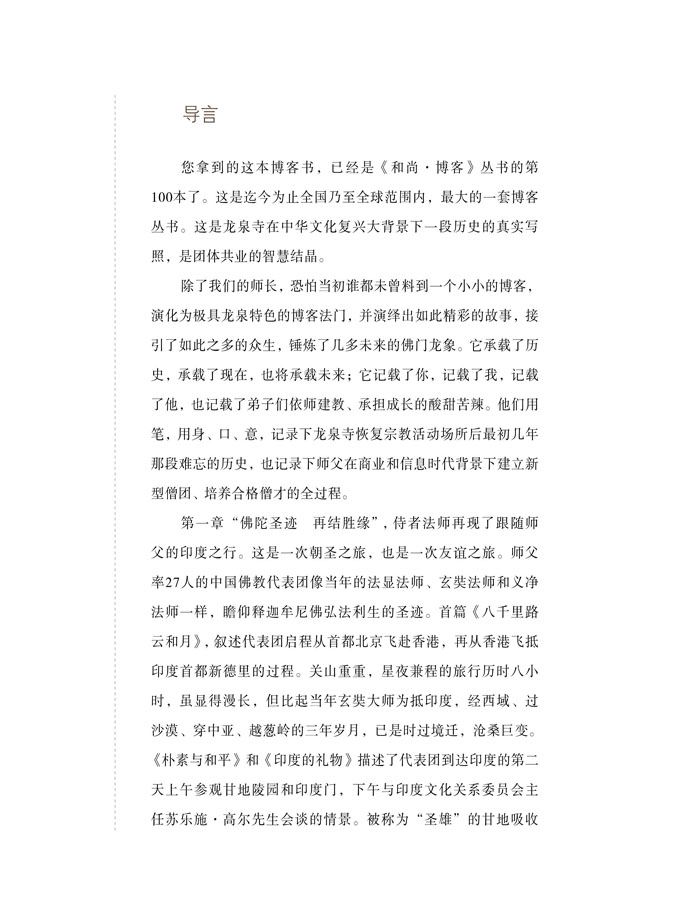 导言
您拿到的这本博客书，已经是《和尚·博客》丛书的第
100本了。这是迄今为止全国乃至全球范围内，最大的一套博客
丛书。这是龙泉寺在中华文化复兴大背景下一段历史的真实写
照，是团体共业的智慧结晶。
除了我们的师长，恐怕当初谁都未曾料到一个小小的博客，
演化为极具龙泉特色的博客法门，并演绎出如此精彩的故事，接
引了如此之多的众生，锤炼了几多未来的佛门龙象。它承载了历
史，承载了现在，也将承载未来；它记载了你，记载了我，记载
了他，也记载了弟子们依师建教、承担成长的酸甜苦辣。他们用
笔，用身、口、意，记录下龙泉寺恢复宗教活动场所后最初几年
那段难忘的历史，也记录下师父在商业和信息时代背景下建立新
型僧团、培养合格僧才的全过程。
第一章“佛陀圣迹　再结胜缘”，侍者法师再现了跟随师
父的印度之行。这是一次朝圣之旅，也是一次友谊之旅。师父
率27人的中国佛教代表团像当年的法显法师、玄奘法师和义净
法师一样，瞻仰释迦牟尼佛弘法利生的圣迹。首篇《八千里路
云和月》，叙述代表团启程从首都北京飞赴香港，再从香港飞抵
印度首都新德里的过程。关山重重，星夜兼程的旅行历时八小
时，虽显得漫长，但比起当年玄奘大师为抵印度，经西域、过
沙漠、穿中亚、越葱岭的三年岁月，已是时过境迁，沧桑巨变。
《朴素与和平》和《印度的礼物》描述了代表团到达印度的第二
天上午参观甘地陵园和印度门，下午与印度文化关系委员会主
任苏乐施·高尔先生会谈的情景。被称为“圣雄”的甘地吸收